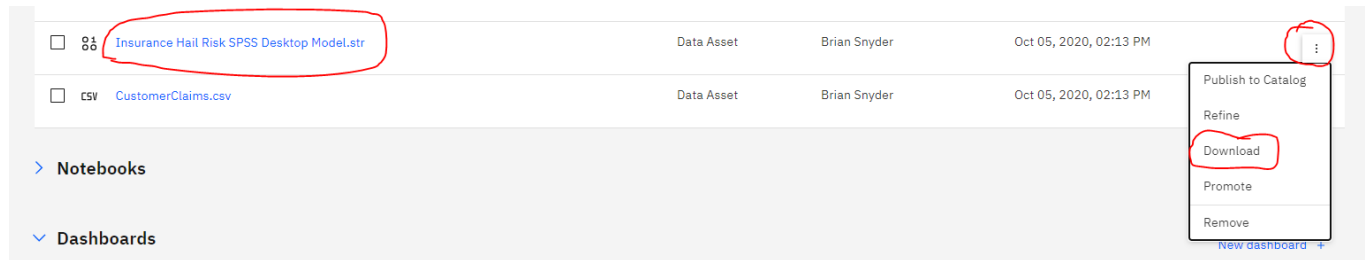 Insurance Hail Risk SPSS Desktop Model.str Data Asset Brian Snyder Oct 05, 2020, 02:13 PM
Publish to Catalog
CSV CustomerClaims.csv Data Asset Brian Snyder Oct 05, 2020, 02:13 PM
Refine
Download
Notebooks
Promote
Remove
Dashboards
New dashboard +